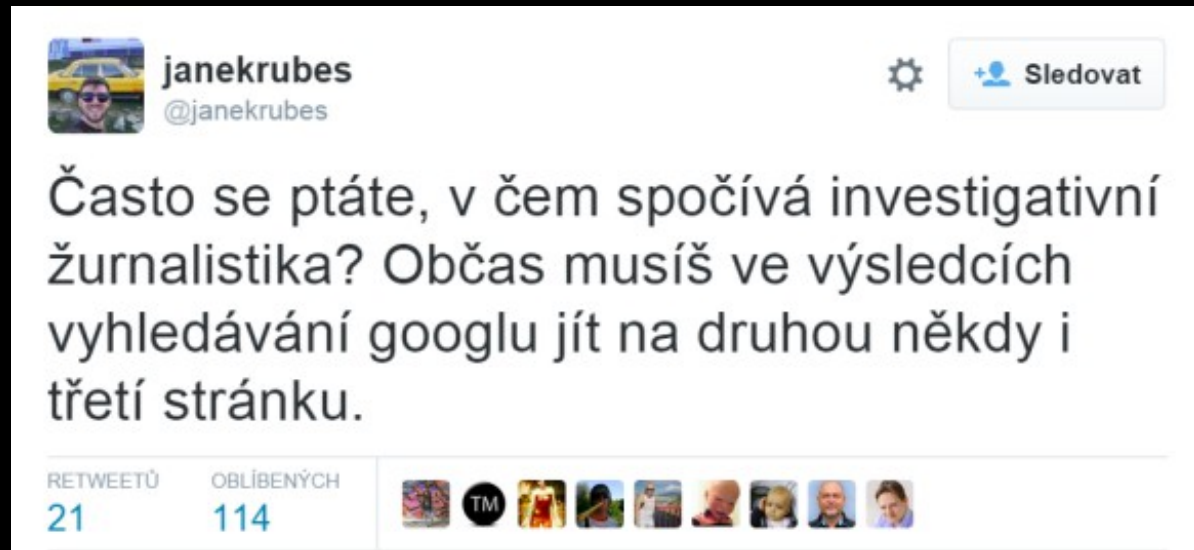 janekrubes
@janekrubes
Sledovat
Často se ptáte, v čem spočívá investigativní
žurnalistika? Občas musíš ve výsledcích
vyhledávání googlu jít na druhou někdy i
třetí stránku.
RETWEETŮ OBLÍBENÝCH
21 114
TM